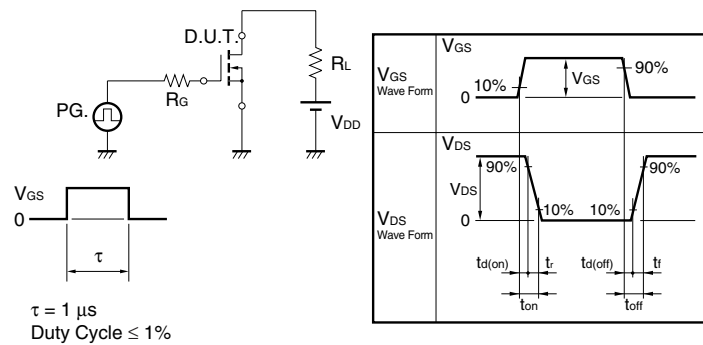 D.U.T.
RL
RG
PG.
VDD
VGS
0
τ
τ = 1 μs
Duty Cycle ≤ 1%
VGS
Wave Form
VGS
10%
VGS
90%
0
VDS
Wave Form
VDS
VDS
90%
90%
10%
10%
0
td(on)
tr
td(off)
tf
ton
toff